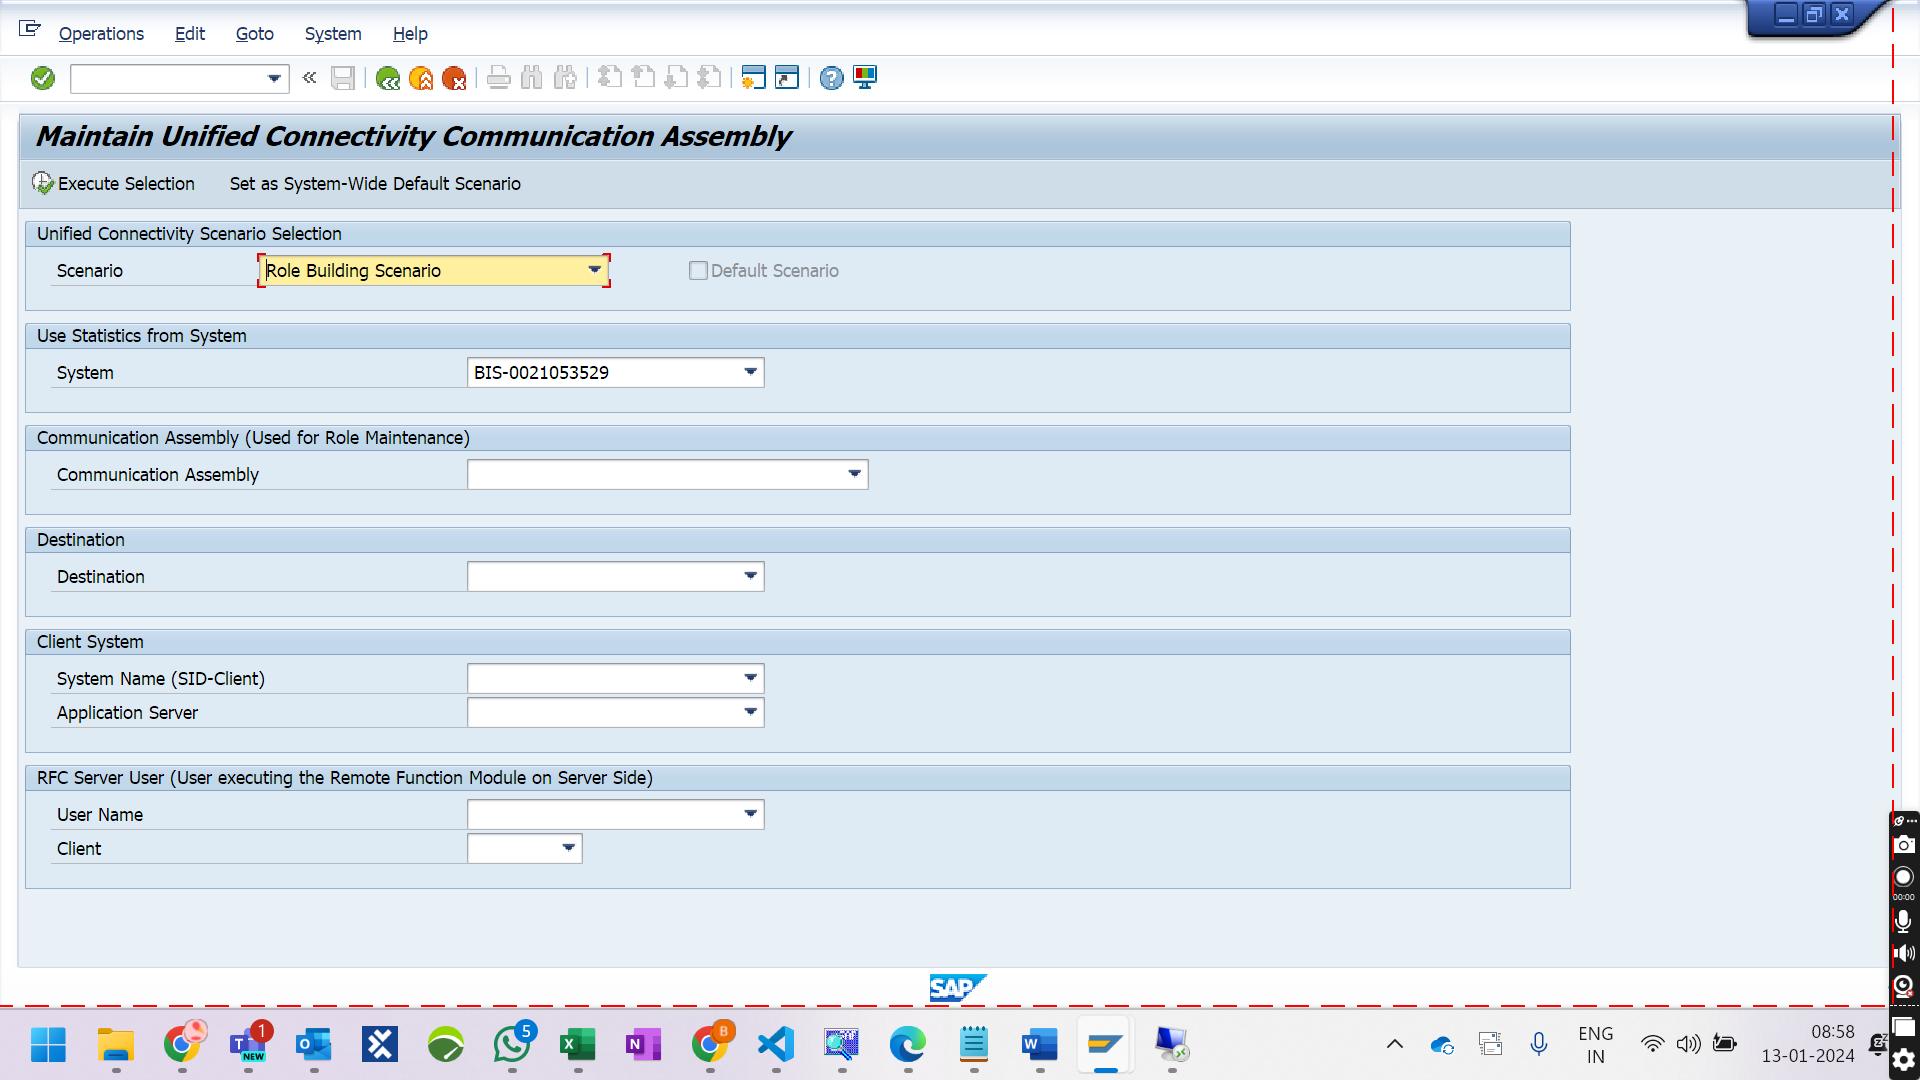 Operations Edit Goto System Help
Maintain Unified Connectivity Communication Assembly
Execute Selection Set as System-Wide Default Scenario
Unified Connectivity Scenario Selection
Scenario Role Building Scenario Default Scenario
Use Statistics from System
System BIS-0021053529
Communication Assembly (Used for Role Maintenance)
Communication Assembly
Destination
Destination
Client System
System Name (SID-Client)
Application Server
RFC Server User (User executing the Remote Function Module on Server Side)
User Name
Client
00:00
SAP
1
NEW
5
B
ENG
IN
08:58
13-01-2024